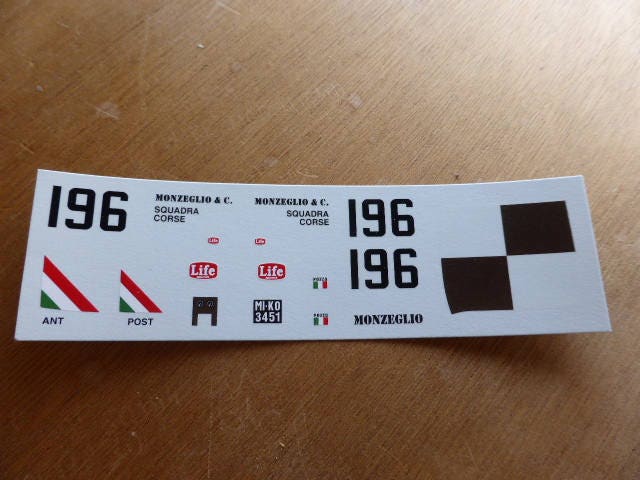 196
MONZEGLIO & C.
SQUADRA
CORSE
MONZEGLIO & C.
SQUADRA
CORSE
196
Life
Life
196
Life
Life
ANT
POST
MI·KO
3451
MONZEGLIO